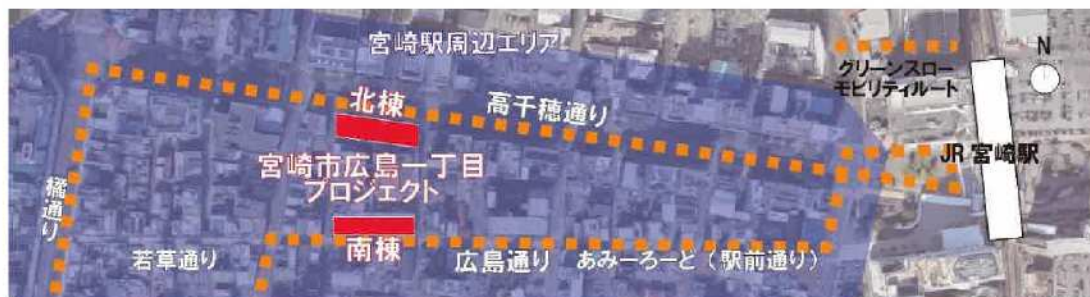 宮崎駅周辺エリア
グリーンスロー
モビリティルート
N
北棟
高千穂通り
JR 宮崎駅
宮崎市広島一丁目
プロジェクト
橘通り
若草通り
南棟
広島通り
あみーろーど(駅前通り)